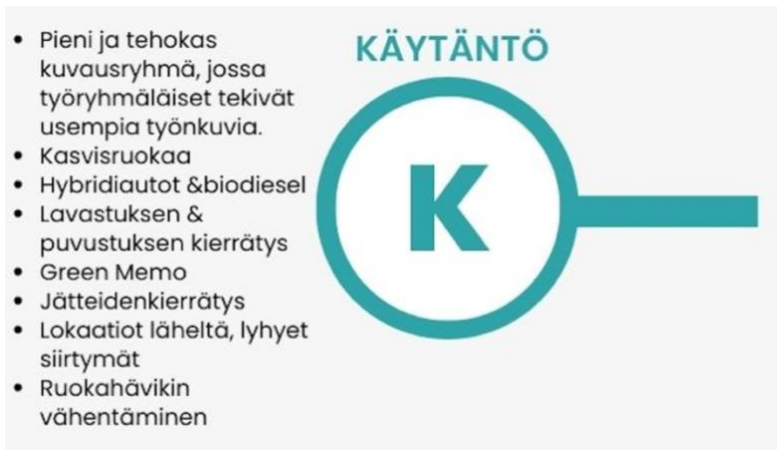 KÄYTÄNTÖ
K
• Pieni ja tehokas
kuvausryhmä, jossa
työryhmäläiset tekivät
usempia työnkuvia.
• Kasvisruokaa
• Hybridiautot &biodiesel
• Lavastuksen &
puvustuksen kierrätys
• Green Memo
• Jätteidenkierrätys
• Lokaatiot läheltä, lyhyet
siirtymät
• Ruokahävikin
vähentäminen